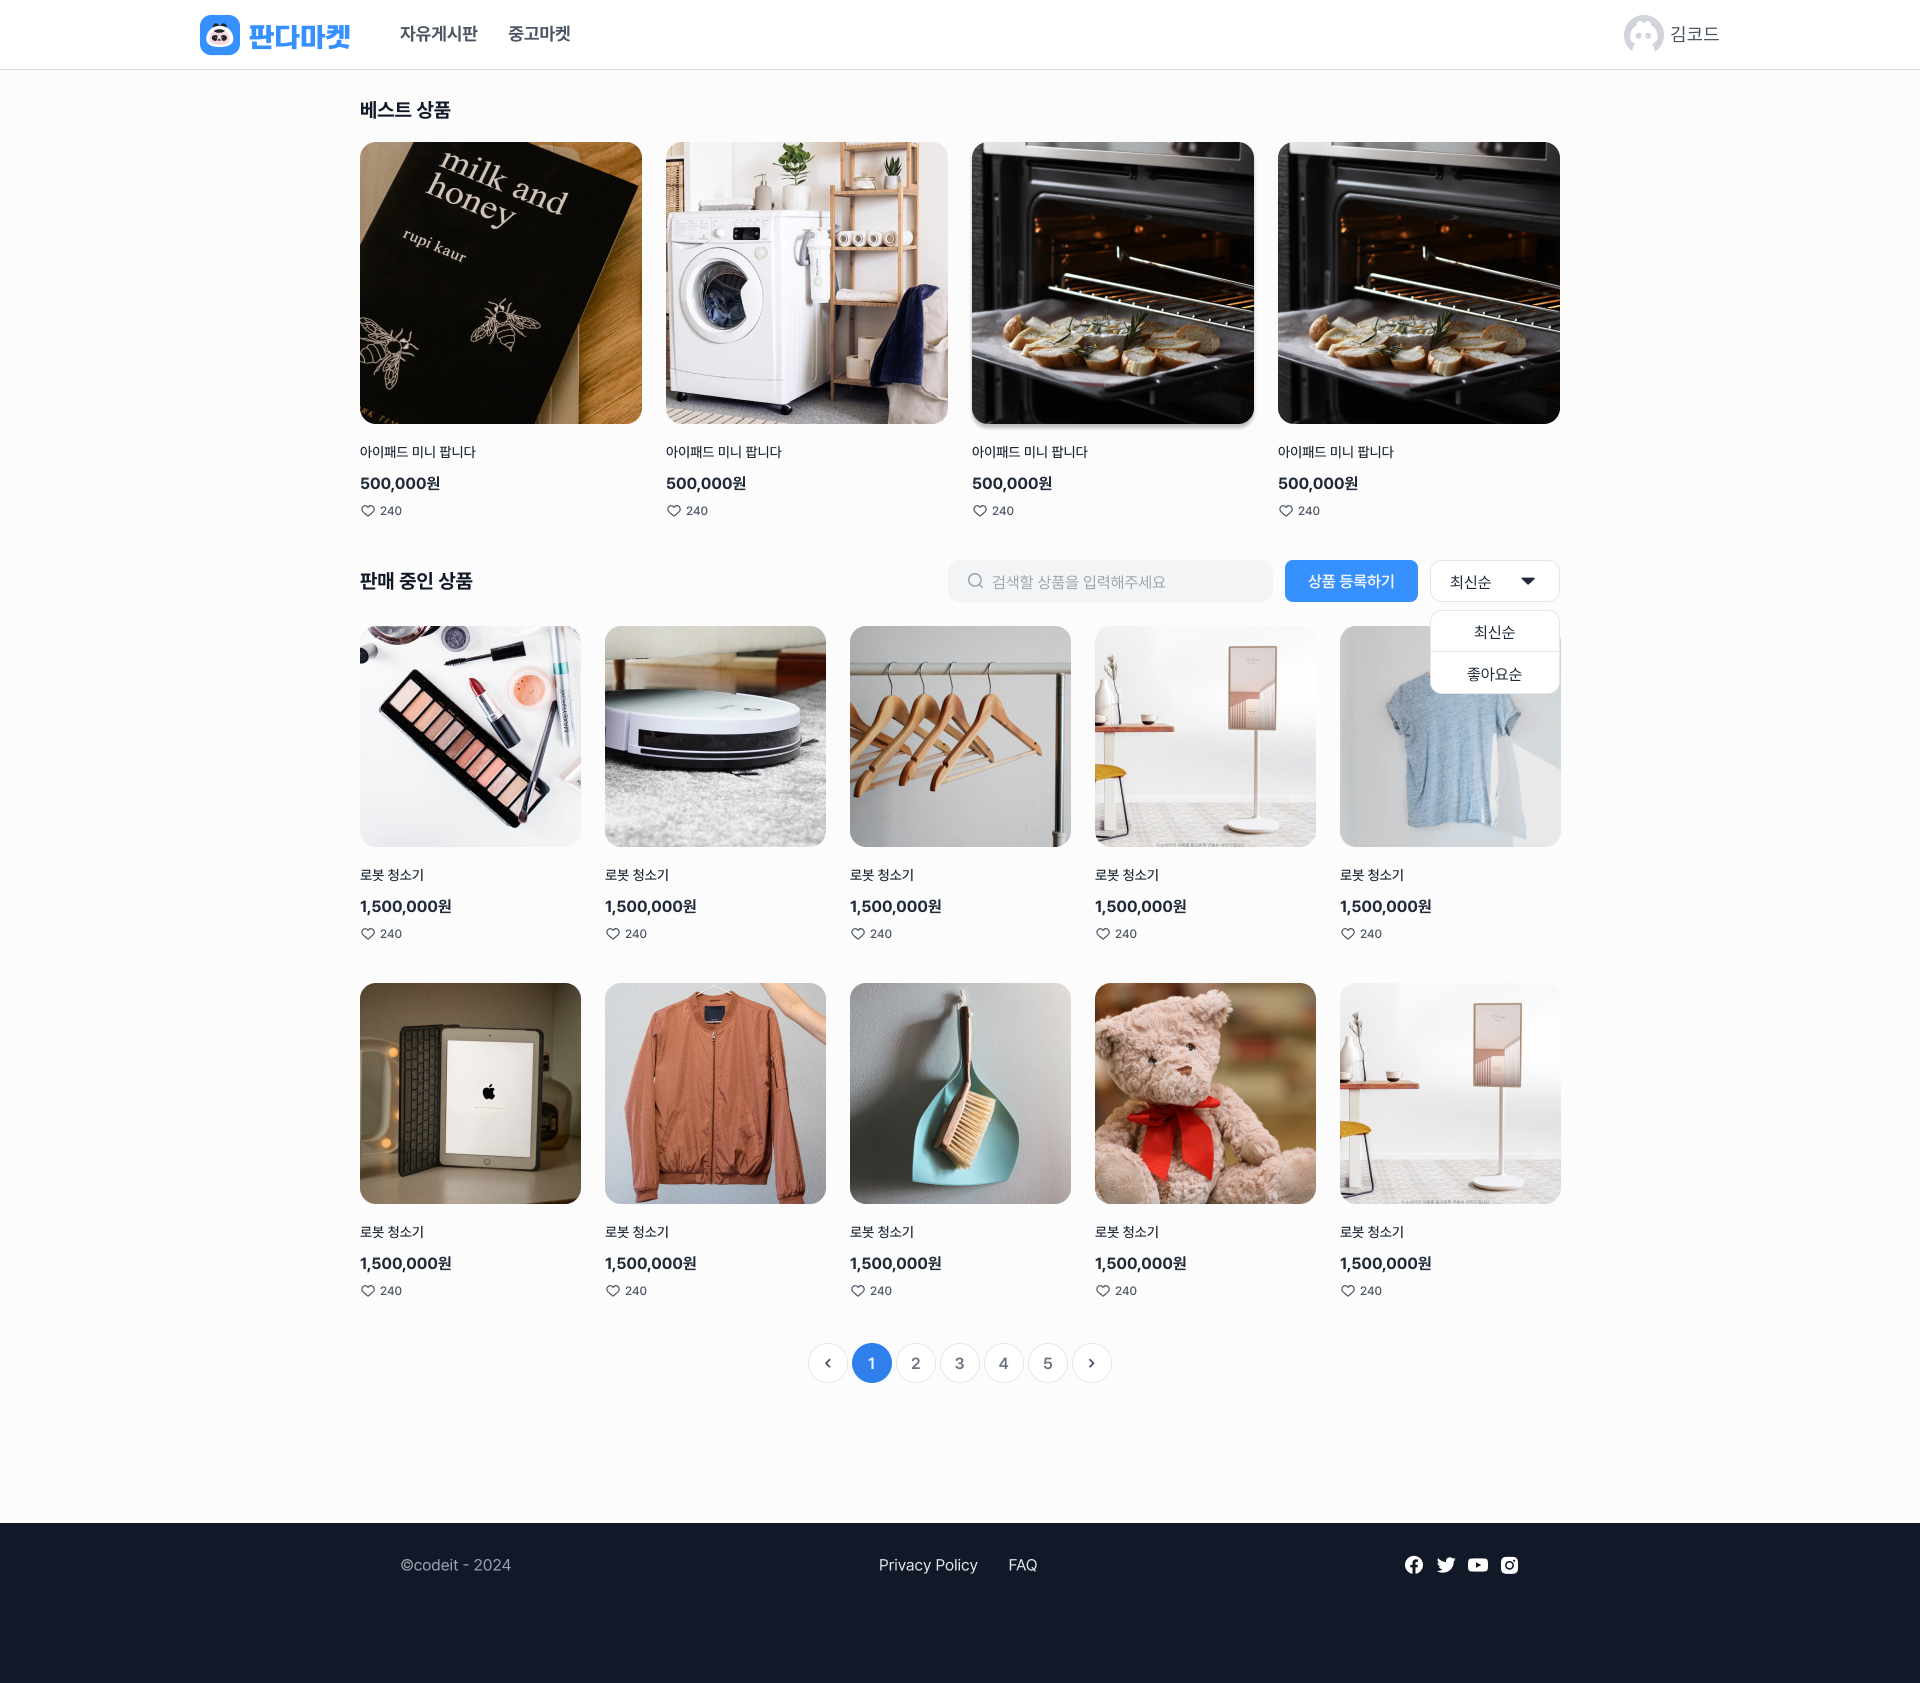 판다마켓
자유게시판
중고마켓
김코드
베스트 상품
milk and
honey
rupi kaur
아이패드 미니 팝니다
500,000원
240
아이패드 미니 팝니다
500,000원
240
아이패드 미니 팝니다
500,000원
240
아이패드 미니 팝니다
500,000원
240
판매 중인 상품
검색할 상품을 입력해주세요
상품 등록하기
최신순
최신순
좋아요순
로봇 청소기
1,500,000원
240
로봇 청소기
1,500,000원
240
로봇 청소기
1,500,000원
240
로봇 청소기
1,500,000원
240
로봇 청소기
1,500,000원
240
로봇 청소기
1,500,000원
240
로봇 청소기
1,500,000원
240
로봇 청소기
1,500,000원
240
로봇 청소기
1,500,000원
240
로봇 청소기
1,500,000원
240
1 2 3 4 5
©codeit - 2024
Privacy Policy
FAQ